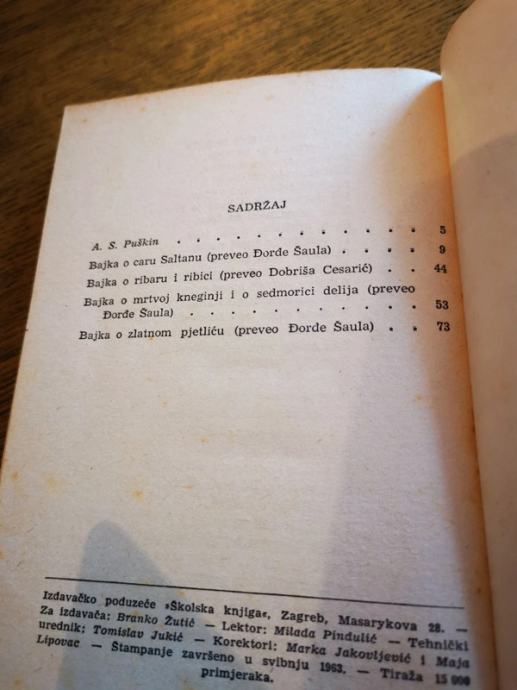 SADRŽAJ
A. S. Puškin . . . . . . . . . . . 5
Bajka o caru Saltanu (preveo Đorđe Šaula) . . . . 9
Bajka o ribaru i ribici (preveo Dobriša Cesarić) . . 44
Bajka o mrtvoj kneginji i o sedmorici delija (preveo
Đorđe Šaula) . . . . . . . . . . 53
Bajka o zlatnom pjetliću (preveo Đorđe Šaula) . . 73
Izdavačko poduzeće »Školska knjiga«, Zagreb, Masarykova 28. —
Za izdavača: Branko Žutić — Lektor: Milada Pindulić — Tehnički
urednik: Tomislav Jukić — Korektori: Marka Jakovljević i Maja
Lipovac — Štampanje završeno u svibnju 1963. — Tiraža 15 000
primjeraka.